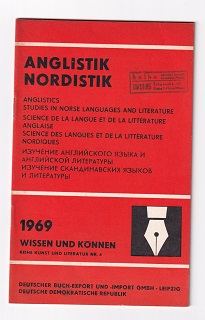 ANGLISTIK
NORDISTIK
ANGLISTICS
STUDIES IN NORSE LANGUAGES AND LITERATURE
SCIENCE DE LA LANGUE ET DE LA LITTÉRATURE
ANGLAISE
SCIENCE DES LANGUES ET DE LA LITTÉRATURE
NORDIQUES
ИЗУЧЕНИЕ АНГЛИЙСКОГО ЯЗЫКА И
АНГЛИЙСКОЙ ЛИТЕРАТУРЫ
ИЗУЧЕНИЕ СКАНДИНАВСКИХ ЯЗЫКОВ
И ЛИТЕРАТУРЫ
1969
WISSEN UND KÖNNEN
REIHE KUNST UND LITERATUR NR.
DEUTSCHER BUCH-EXPORT UND -IMPORT GMBH · LEIPZIG
DEUTSCHE DEMOKRATISCHE REPUBLIK